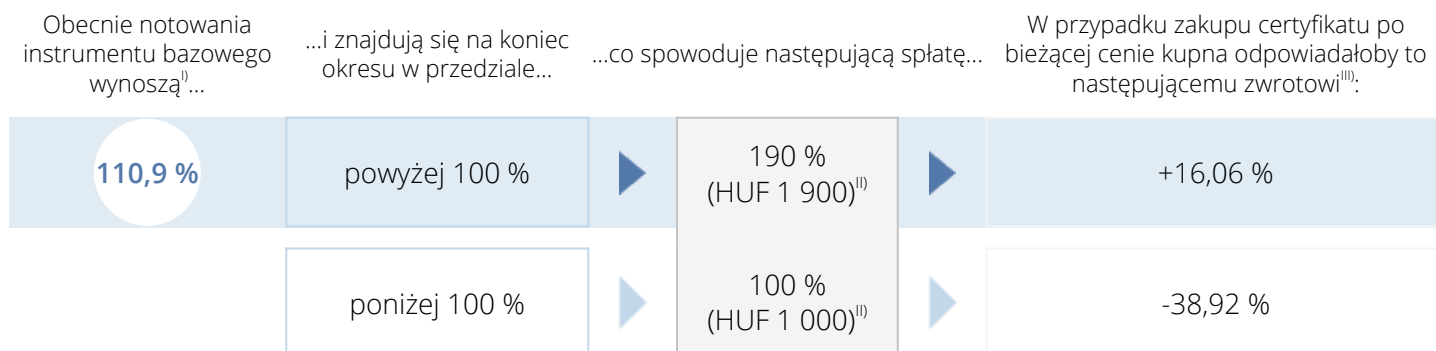 Obecnie notowania
instrumentu bazowego
wynosząI)...
...i znajdują się na koniec
okresu w przedziale...
...co spowoduje następującą spłatę...
W przypadku zakupu certyfikatu po
bieżącej cenie kupna odpowiadałoby to
następującemu zwrotowiIII):
110,9 %
powyżej 100 %
190 %
(HUF 1 900)II)
+16,06 %
poniżej 100 %
100 %
(HUF 1 000)II)
-38,92 %